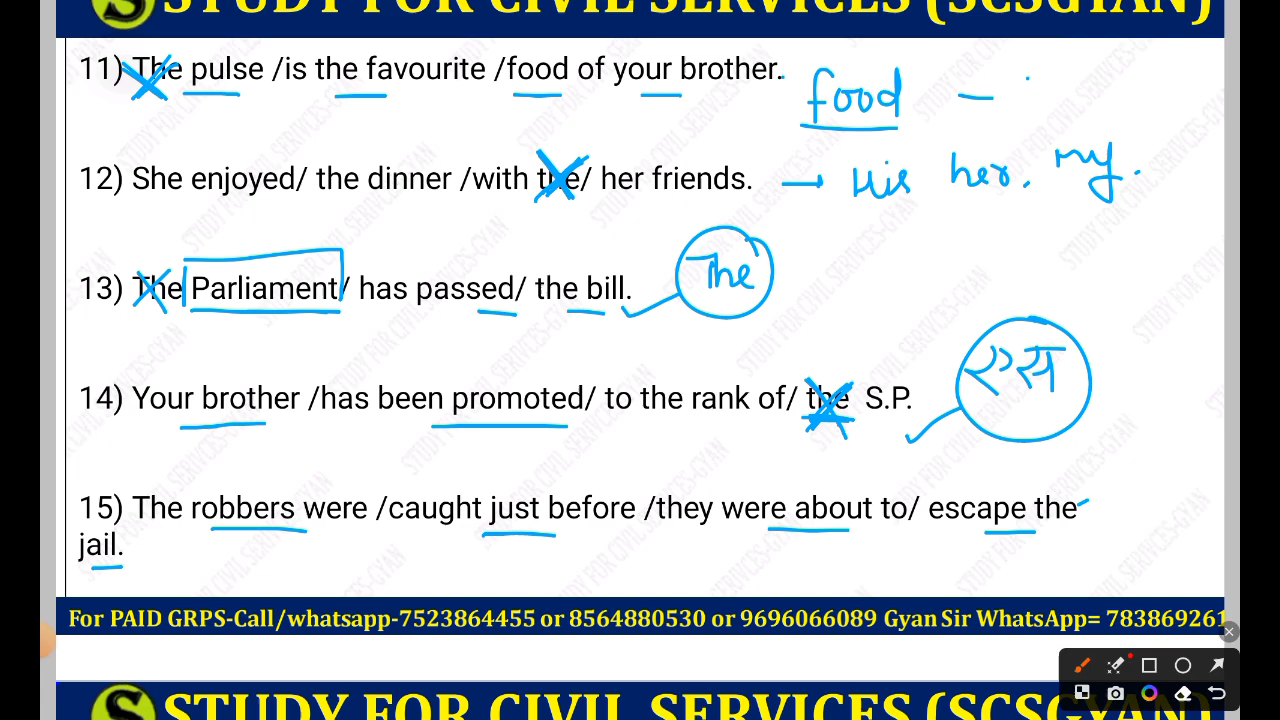 STUDY FOR CIVIL SERVICES (SCSGYAN)
11) The pulse /is the favourite /food of your brother.
food –
12) She enjoyed/ the dinner /with the/ her friends.
→ His her, my.
13) The Parliament/ has passed/ the bill.
The
14) Your brother /has been promoted/ to the rank of/ the S.P.
15) The robbers were /caught just before /they were about to/ escape the
jail.
For PAID GRPS-Call/whatsapp-7523864455 or 8564880530 or 9696066089 Gyan Sir WhatsApp= 783869261
S STUDY FOR CIVIL SERVICES (SCSGYAN)